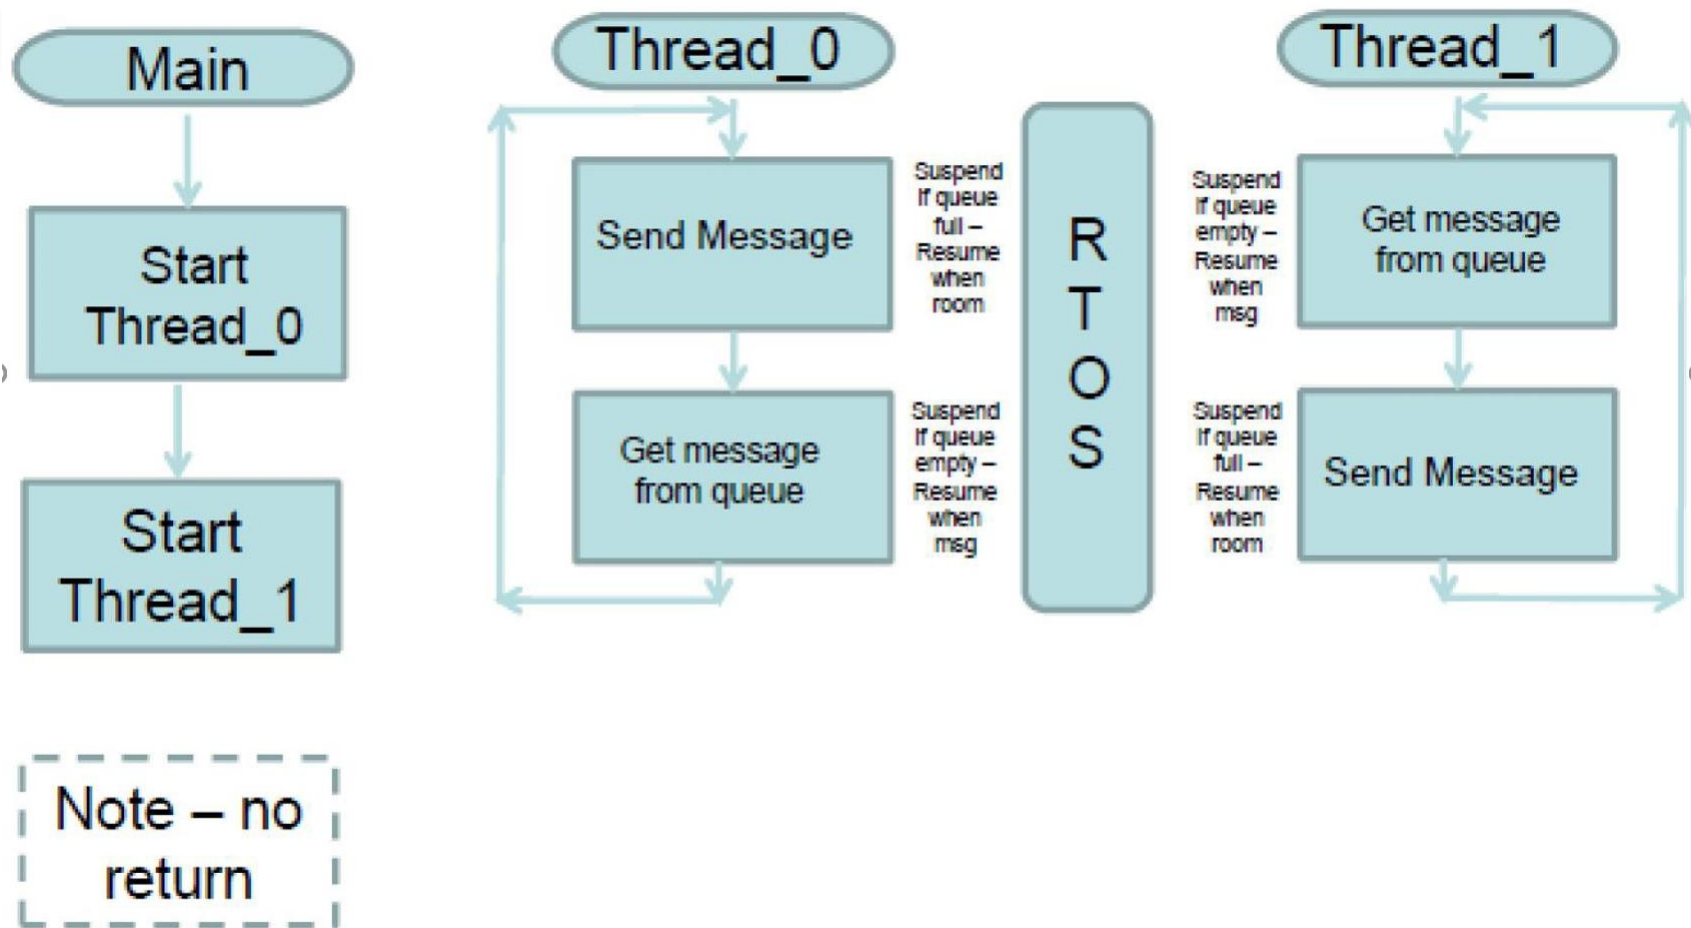 Main
Start
Thread_0
Start
Thread_1
Note – no
return
Thread_0
Send Message
Suspend
If queue
full –
Resume
when
room
Get message
from queue
Suspend
If queue
empty –
Resume
when
msg
R
T
O
S
Thread_1
Suspend
If queue
empty –
Resume
when
msg
Get message
from queue
Suspend
If queue
full –
Resume
when
room
Send Message